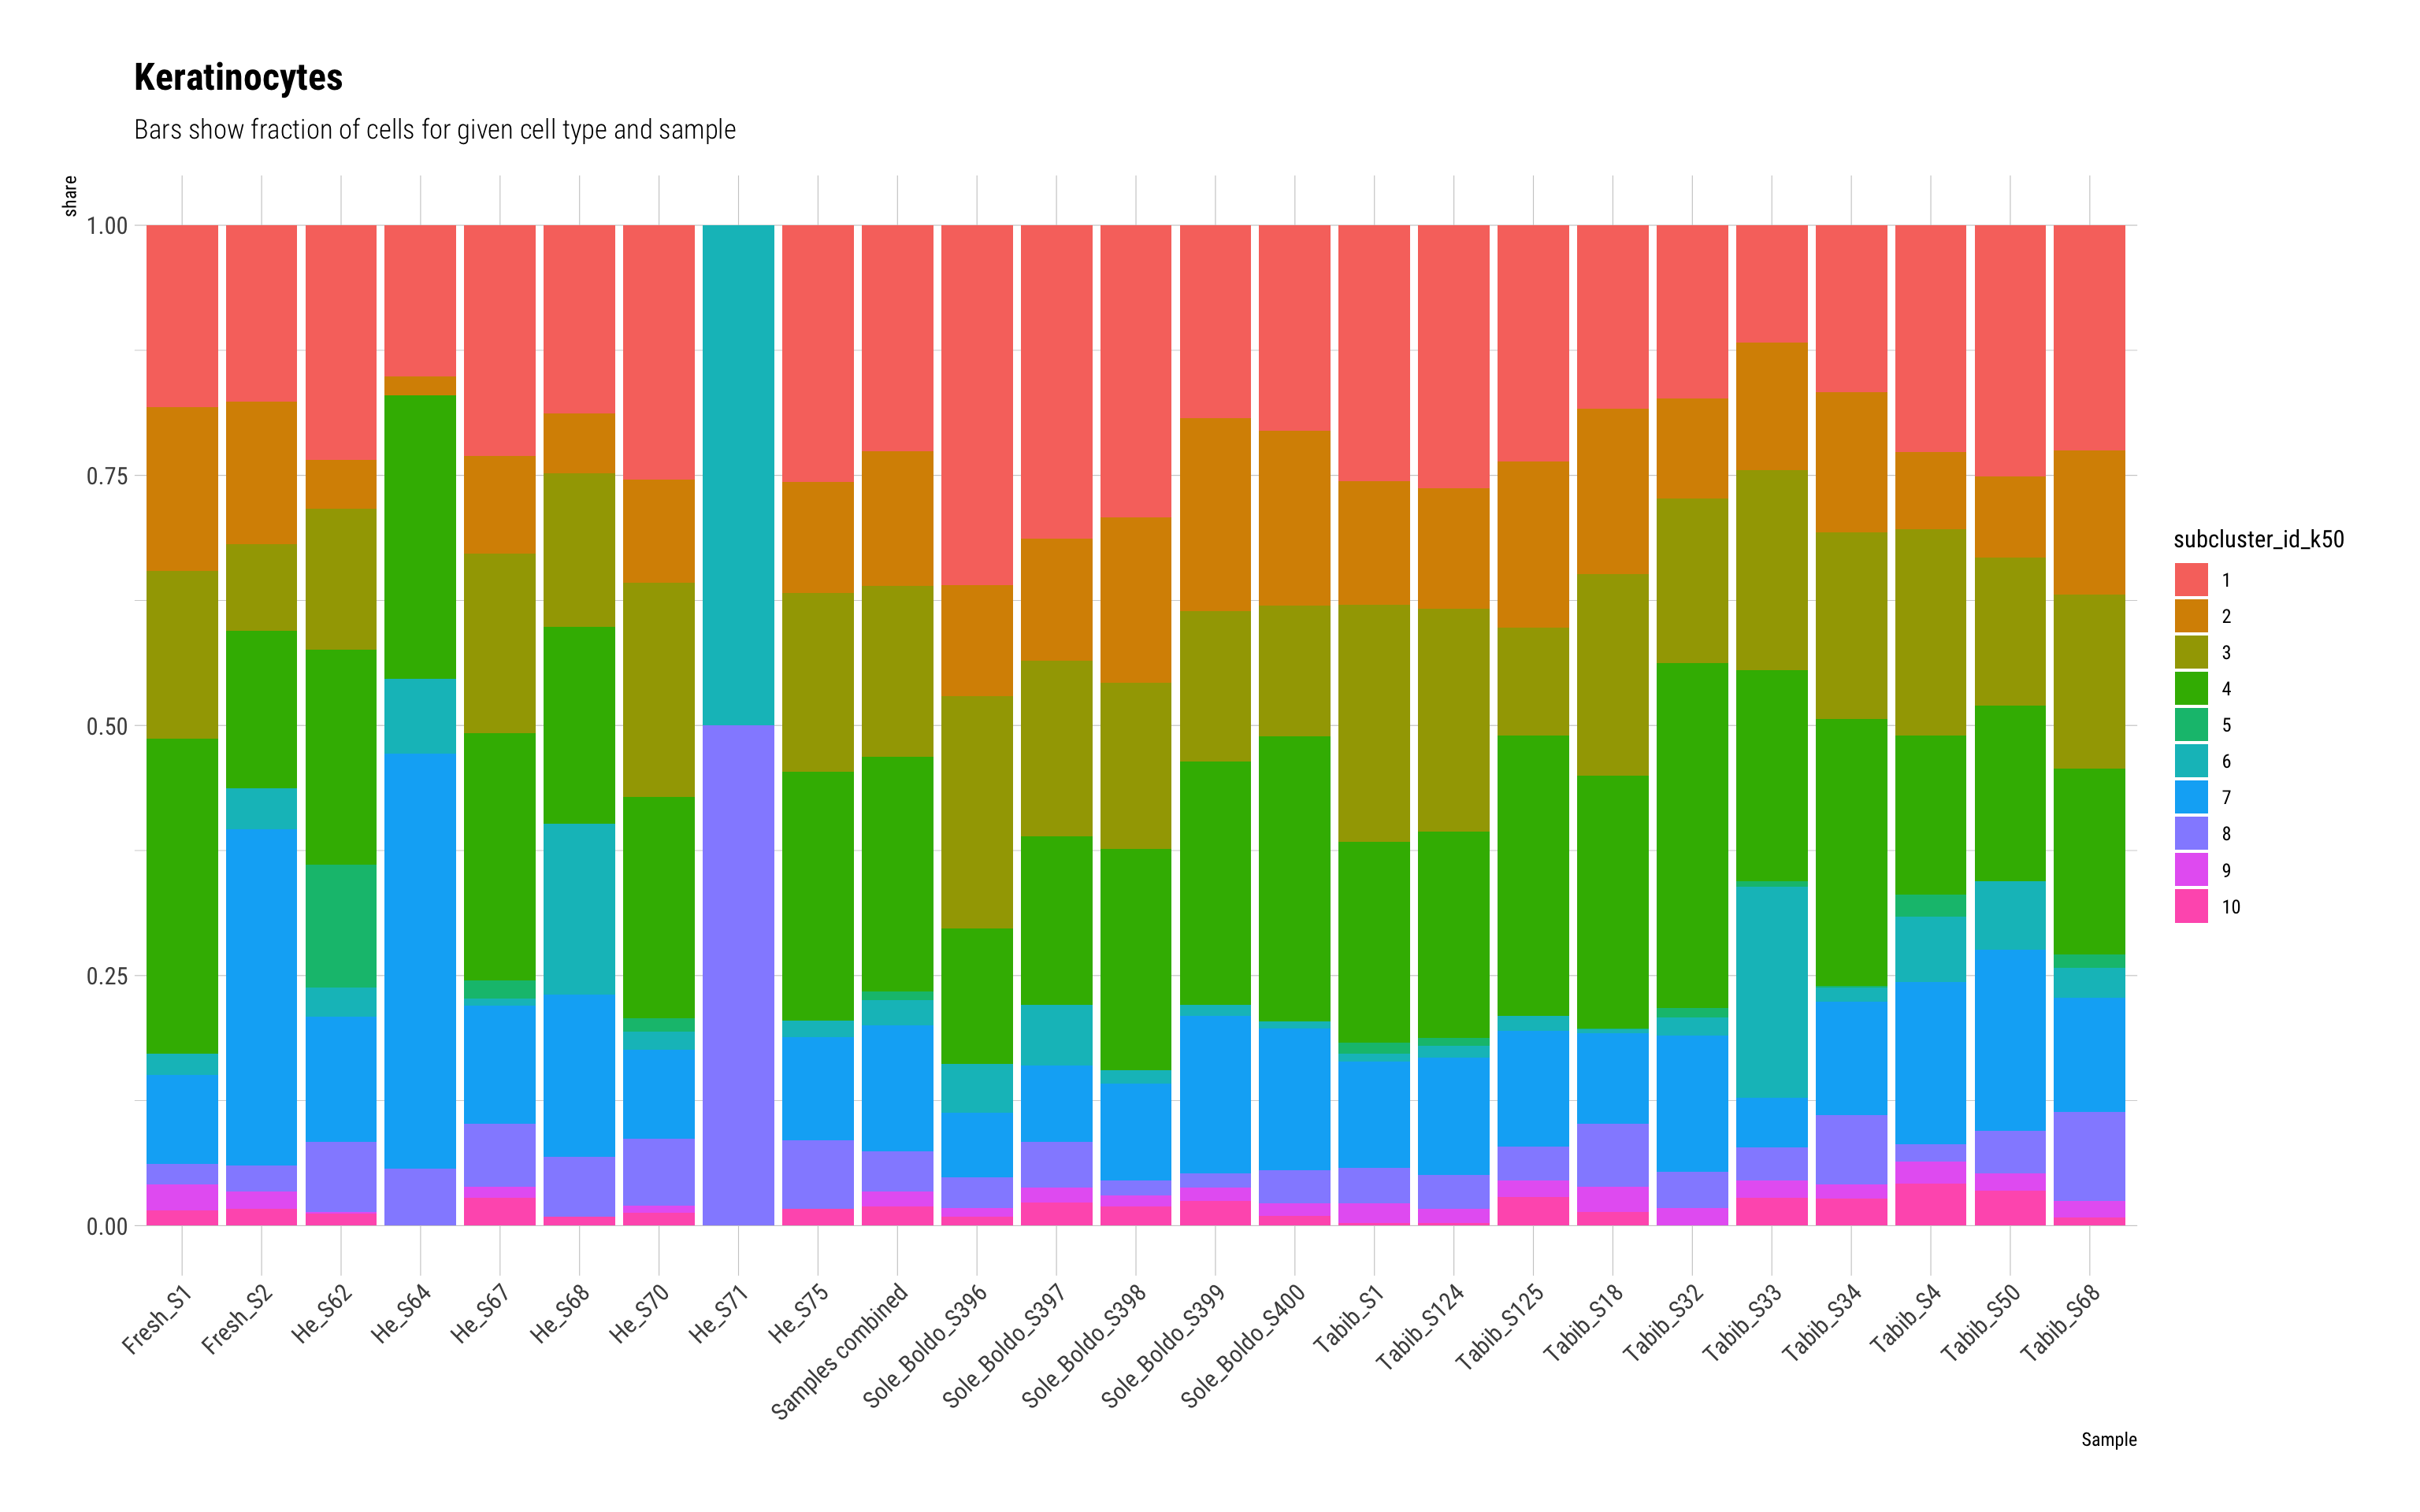 Keratinocytes
Bars show fraction of cells for given cell type and sample
share
1.00
0.75
0.50
0.25
0.00
Fresh_S1
Fresh_S2
He_S62
He_S64
He_S67
He_S68
He_S70
He_S71
He_S75
Samples combined
Sole_Boldo_S396
Sole_Boldo_S397
Sole_Boldo_S398
Sole_Boldo_S399
Sole_Boldo_S400
Tabib_S1
Tabib_S124
Tabib_S125
Tabib_S18
Tabib_S32
Tabib_S33
Tabib_S34
Tabib_S4
Tabib_S50
Tabib_S68
Sample
subcluster_id_k50
1
2
3
4
5
6
7
8
9
10